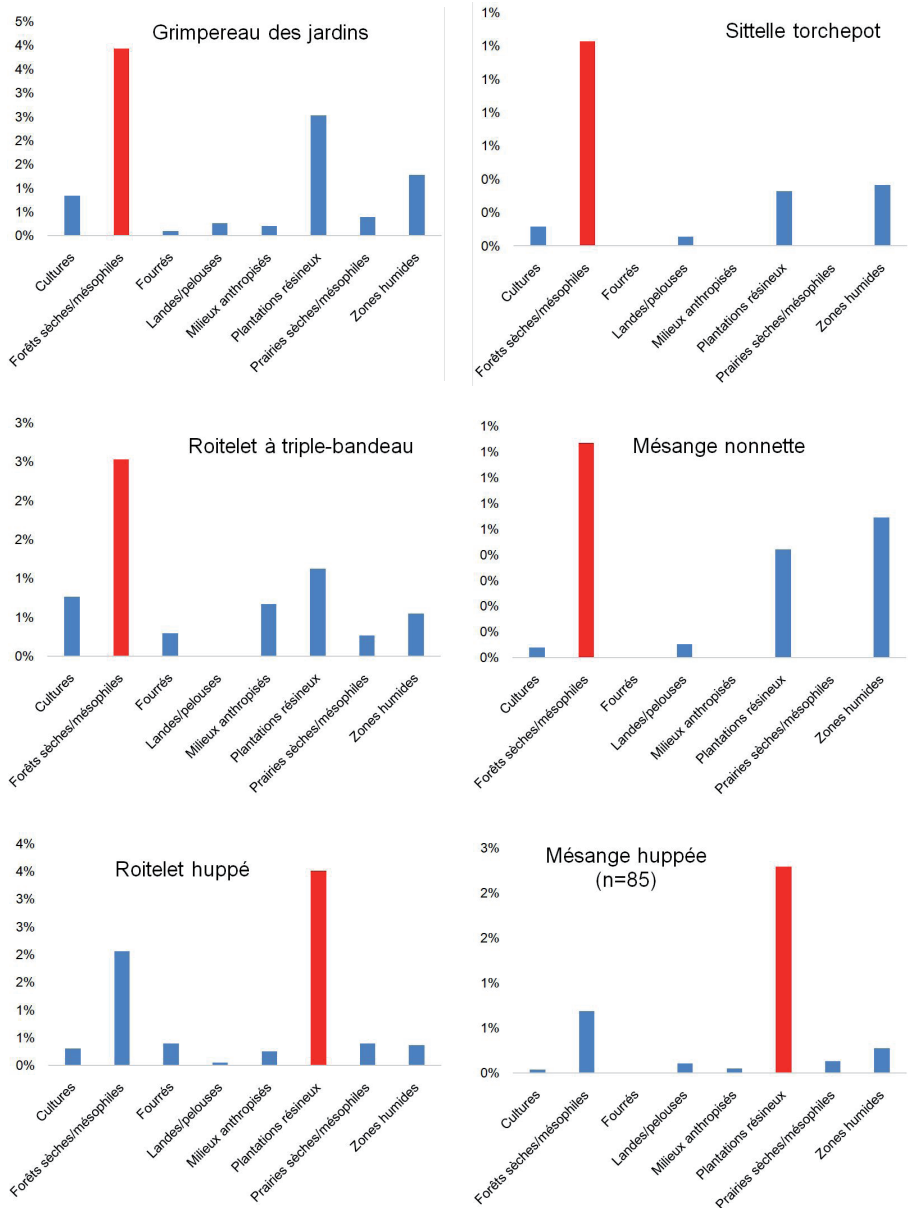 Grimpereau des jardins
5%
4%
4%
3%
3%
2%
2%
1%
1%
0%
Cultures
Forêts sèches/mésophiles
Fourrés
Landes/pelouses
Milieux anthropisés
Plantations résineux
Prairies sèches/mésophiles
Zones humides
Sittelle torchepot
1%
1%
1%
1%
1%
0%
0%
0%
Cultures
Forêts sèches/mésophiles
Fourrés
Landes/pelouses
Milieux anthropisés
Plantations résineux
Prairies sèches/mésophiles
Zones humides
Roitelet à triple-bandeau
3%
3%
2%
2%
1%
1%
0%
Cultures
Forêts sèches/mésophiles
Fourrés
Landes/pelouses
Milieux anthropisés
Plantations résineux
Prairies sèches/mésophiles
Zones humides
Mésange nonnette
1%
1%
1%
1%
1%
0%
0%
0%
0%
0%
Cultures
Forêts sèches/mésophiles
Fourrés
Landes/pelouses
Milieux anthropisés
Plantations résineux
Prairies sèches/mésophiles
Zones humides
Roitelet huppé
4%
4%
3%
3%
2%
2%
1%
1%
0%
Cultures
Forêts sèches/mésophiles
Fourrés
Landes/pelouses
Milieux anthropisés
Plantations résineux
Prairies sèches/mésophiles
Zones humides
Mésange huppée
(n=85)
3%
2%
2%
1%
1%
0%
Cultures
Forêts sèches/mésophiles
Fourrés
Landes/pelouses
Milieux anthropisés
Plantations résineux
Prairies sèches/mésophiles
Zones humides